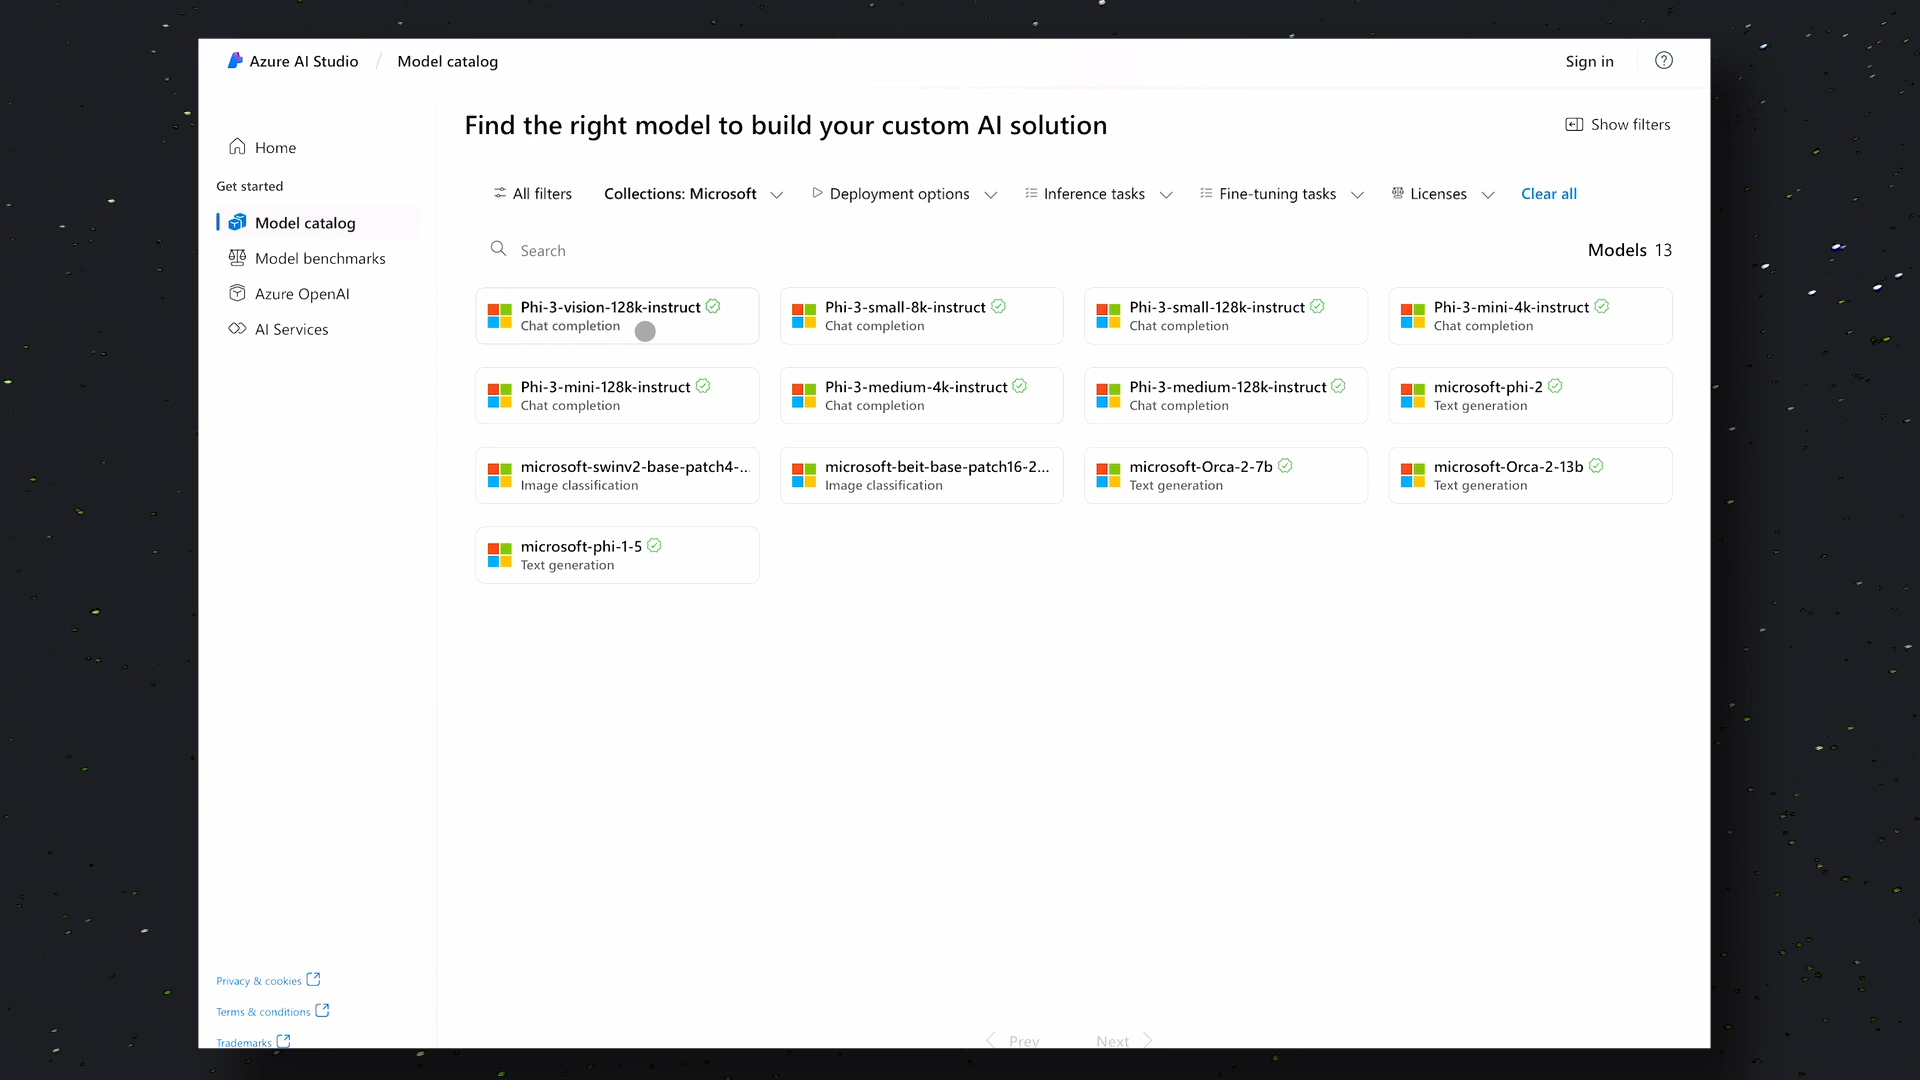 Azure AI Studio / Model catalog
Sign in
Home
Get started
Model catalog
Model benchmarks
Azure OpenAI
AI Services
Find the right model to build your custom AI solution
Show filters
All filters
Collections: Microsoft
Deployment options
Inference tasks
Fine-tuning tasks
Licenses
Clear all
Search
Models 13
Phi-3-vision-128k-instruct
Chat completion
Phi-3-small-8k-instruct
Chat completion
Phi-3-small-128k-instruct
Chat completion
Phi-3-mini-4k-instruct
Chat completion
Phi-3-mini-128k-instruct
Chat completion
Phi-3-medium-4k-instruct
Chat completion
Phi-3-medium-128k-instruct
Chat completion
microsoft-phi-2
Text generation
microsoft-swinv2-base-patch4-...
Image classification
microsoft-beit-base-patch16-2...
Image classification
microsoft-Orca-2-7b
Text generation
microsoft-Orca-2-13b
Text generation
microsoft-phi-1-5
Text generation
Privacy & cookies
Terms & conditions
Trademarks
Prev
Next